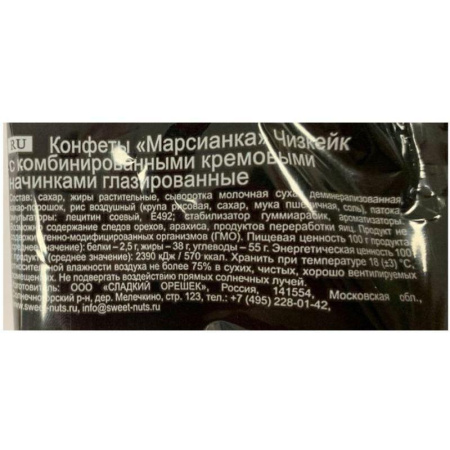 RU Конфеты «Марсианка» Чизкейк
с комбинированными кремовыми
начинками глазированные
Состав: сахар, жиры растительные, сыворотка молочная сухая деминерализованная,
као-порошок, рис воздушный (крупа рисовая, сахар, мука пшеничная, соль), патока,
мульгаторы: лецитин соевый, Е492; стабилизатор гуммиарабик, ароматизаторы.
озможно содержание следов орехов, арахиса, продуктов переработки яиц. Продукт не
одержит генно-модифицированных организмов (ГМО). Пищевая ценность 100 г продукта
(среднее значение): белки – 2,5 г, жиры – 38 г, углеводы – 55 г. Энергетическая ценность 100 г
продукта (среднее значение): 2390 кДж / 570 ккал. Хранить при температуре 18 (±3) °С,
относительной влажности воздуха не более 75% в сухих, чистых, хорошо вентилируемых
помещениях. Не подвергать воздействию прямых солнечных лучей.
Изготовитель: ООО «СЛАДКИЙ ОРЕШЕК», Россия, 141554, Московская обл.,
Солнечногорский р-н, дер. Мелечкино, стр. 123, тел.: +7 (495) 228-01-42,
www.sweet-nuts.ru, info@sweet-nuts.ru